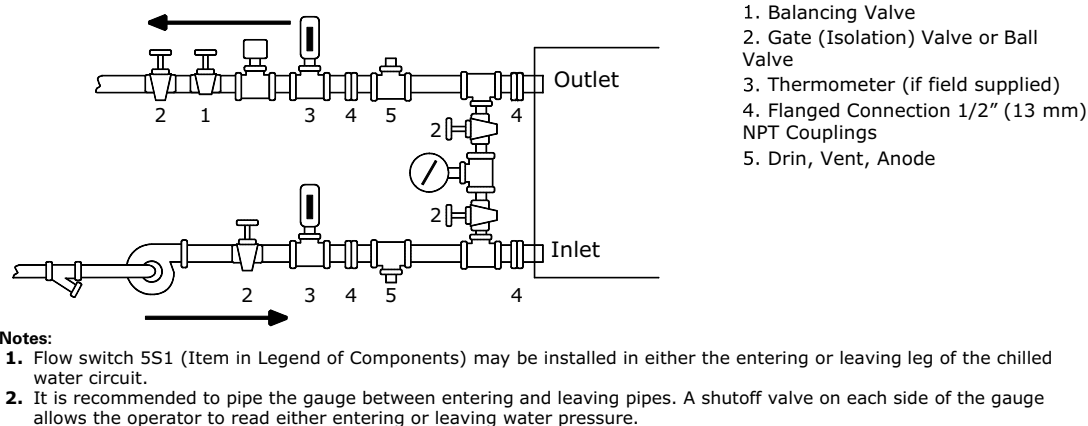 1. Balancing Valve
2. Gate (Isolation) Valve or Ball
Valve
3. Thermometer (if field supplied)
4. Flanged Connection 1/2” (13 mm)
NPT Couplings
5. Drin, Vent, Anode
Outlet
2 1 3 4 5 4
2
2
Inlet
2 3 4 5 4
Notes:
1. Flow switch 5S1 (Item in Legend of Components) may be installed in either the entering or leaving leg of the chilled
water circuit.
2. It is recommended to pipe the gauge between entering and leaving pipes. A shutoff valve on each side of the gauge
allows the operator to read either entering or leaving water pressure.